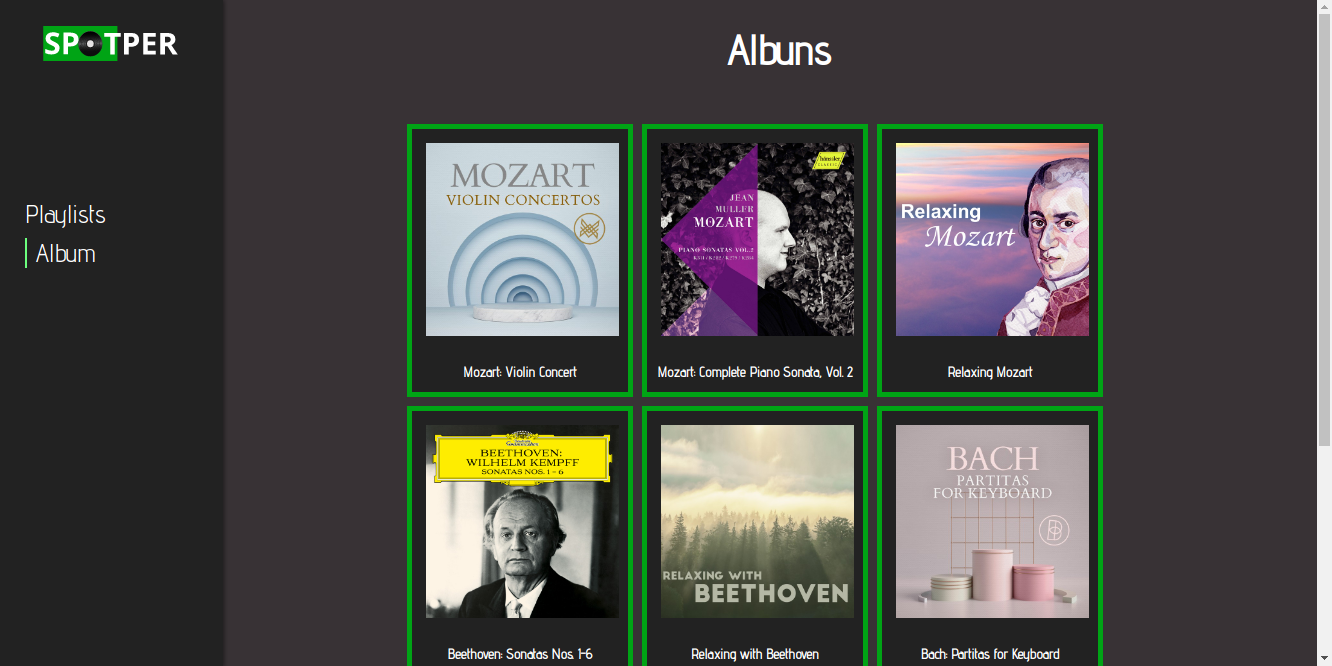 SPOTPER
Albuns
Playlists
Album
MOZART
VIOLIN CONCERTOS
Mozart: Violin Concert
hänssler
CLASSIC
JEAN
MULLER
MOZART
PIANO SONATAS VOL.2
Mozart: Complete Piano Sonata, Vol. 2
Relaxing
Mozart
Relaxing Mozart
BEETHOVEN:
WILHELM KEMPFF
SONATAS NOS. 1 – 6
Beethoven: Sonatas Nos. 1-6
RELAXING WITH
BEETHOVEN
Relaxing with Beethoven
BACH
PARTITAS
FOR KEYBOARD
Bach: Partitas for Keyboard